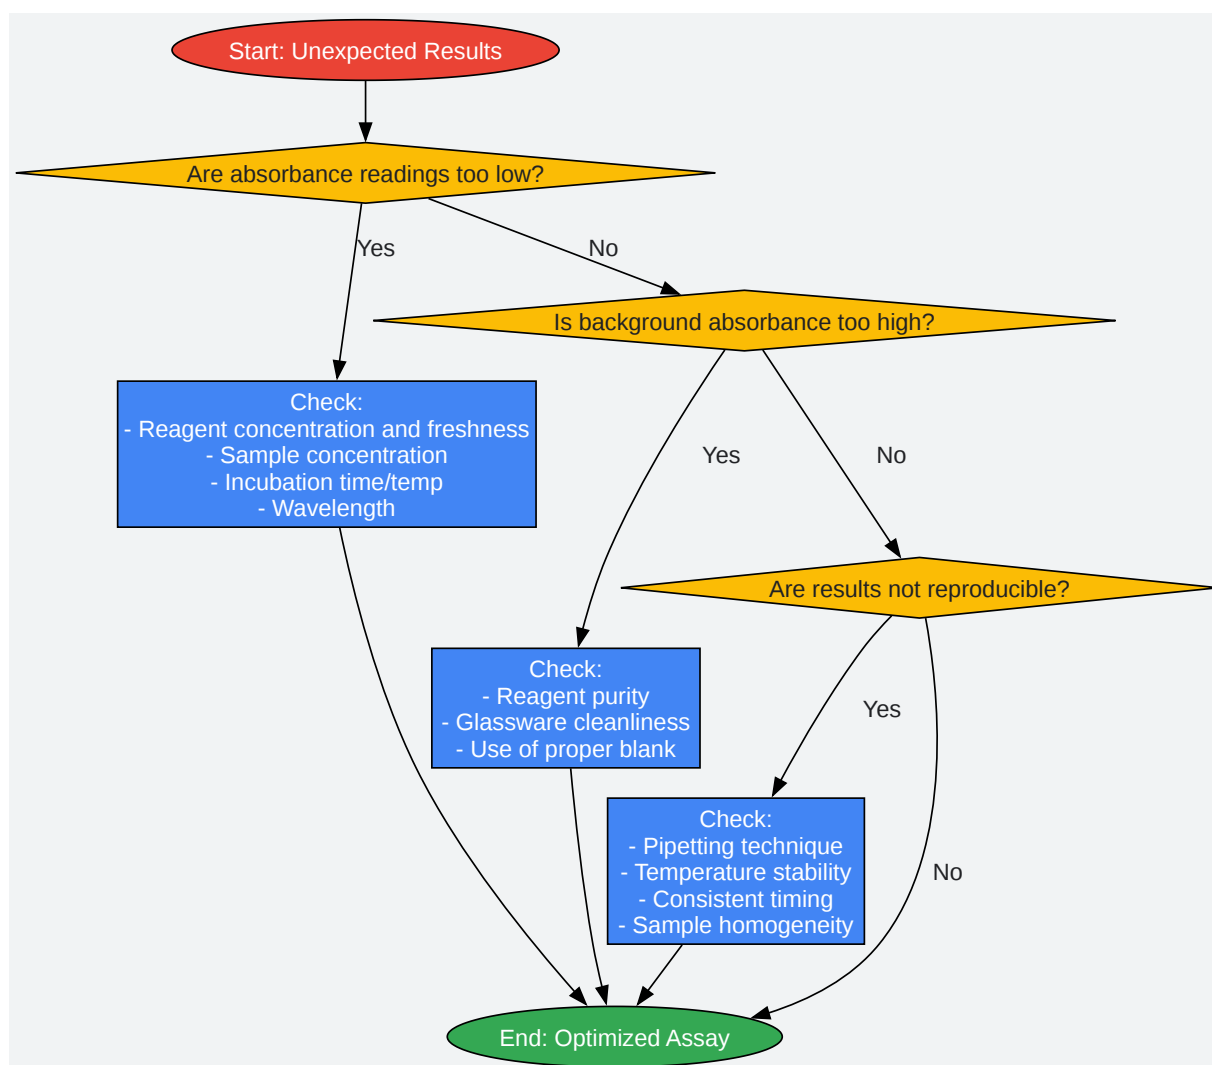 Start: Unexpected Results
Are absorbance readings too low?
Yes
No
Is background absorbance too high?
Check:
- Reagent concentration and freshness
- Sample concentration
- Incubation time/temp
- Wavelength
Yes
No
Are results not reproducible?
Check:
- Reagent purity
- Glassware cleanliness
- Use of proper blank
Yes
Check:
- Pipetting technique
- Temperature stability
- Consistent timing
- Sample homogeneity
No
End: Optimized Assay